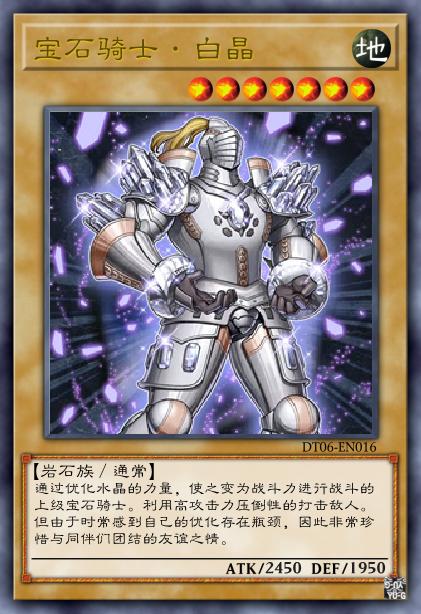 宝石骑士·白晶
地
DT06-EN016
【岩石族／通常】
通过优化水晶的力量，使之变为战斗力进行战斗的
上级宝石骑士。利用高攻击力压倒性的打击敌人。
但由于时常感到自己的优化存在瓶颈，因此非常珍
惜与同伴们团结的友谊之情。
ATK/2450 DEF/1950